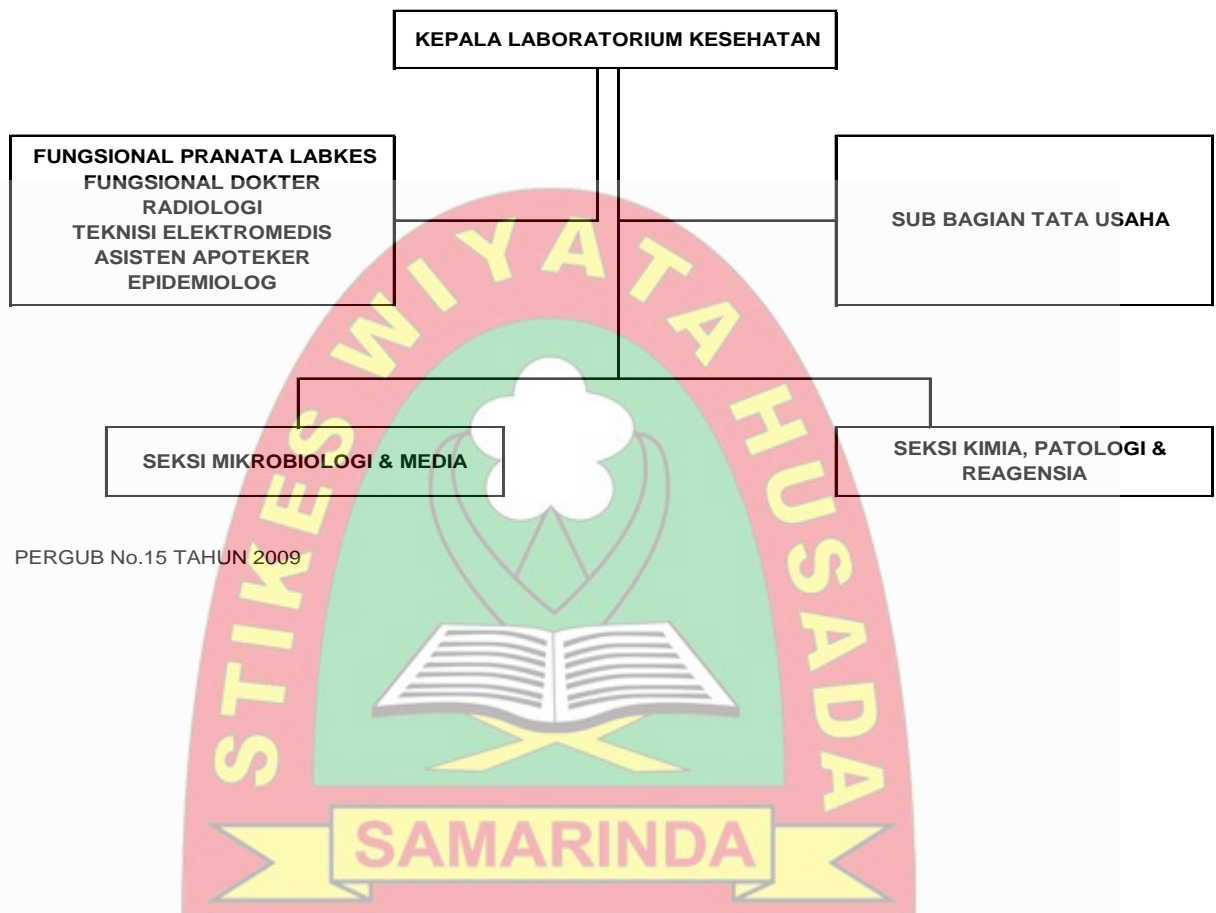 KEPALA LABORATORIUM KESEHATAN
FUNGSIONAL PRANATA LABKES
FUNGSIONAL DOKTER
RADIOLOGI
TEKNISI ELEKTROMEDIS
ASISTEN APOTEKER
EPIDEMIOLOG
SUB BAGIAN TATA USAHA
SEKSI MIKROBIOLOGI & MEDIA
SEKSI KIMIA, PATOLOGI &
REAGENSIA
PERGUB No.15 TAHUN 2009
STIKES WIYATA HUSADA
SAMARINDA